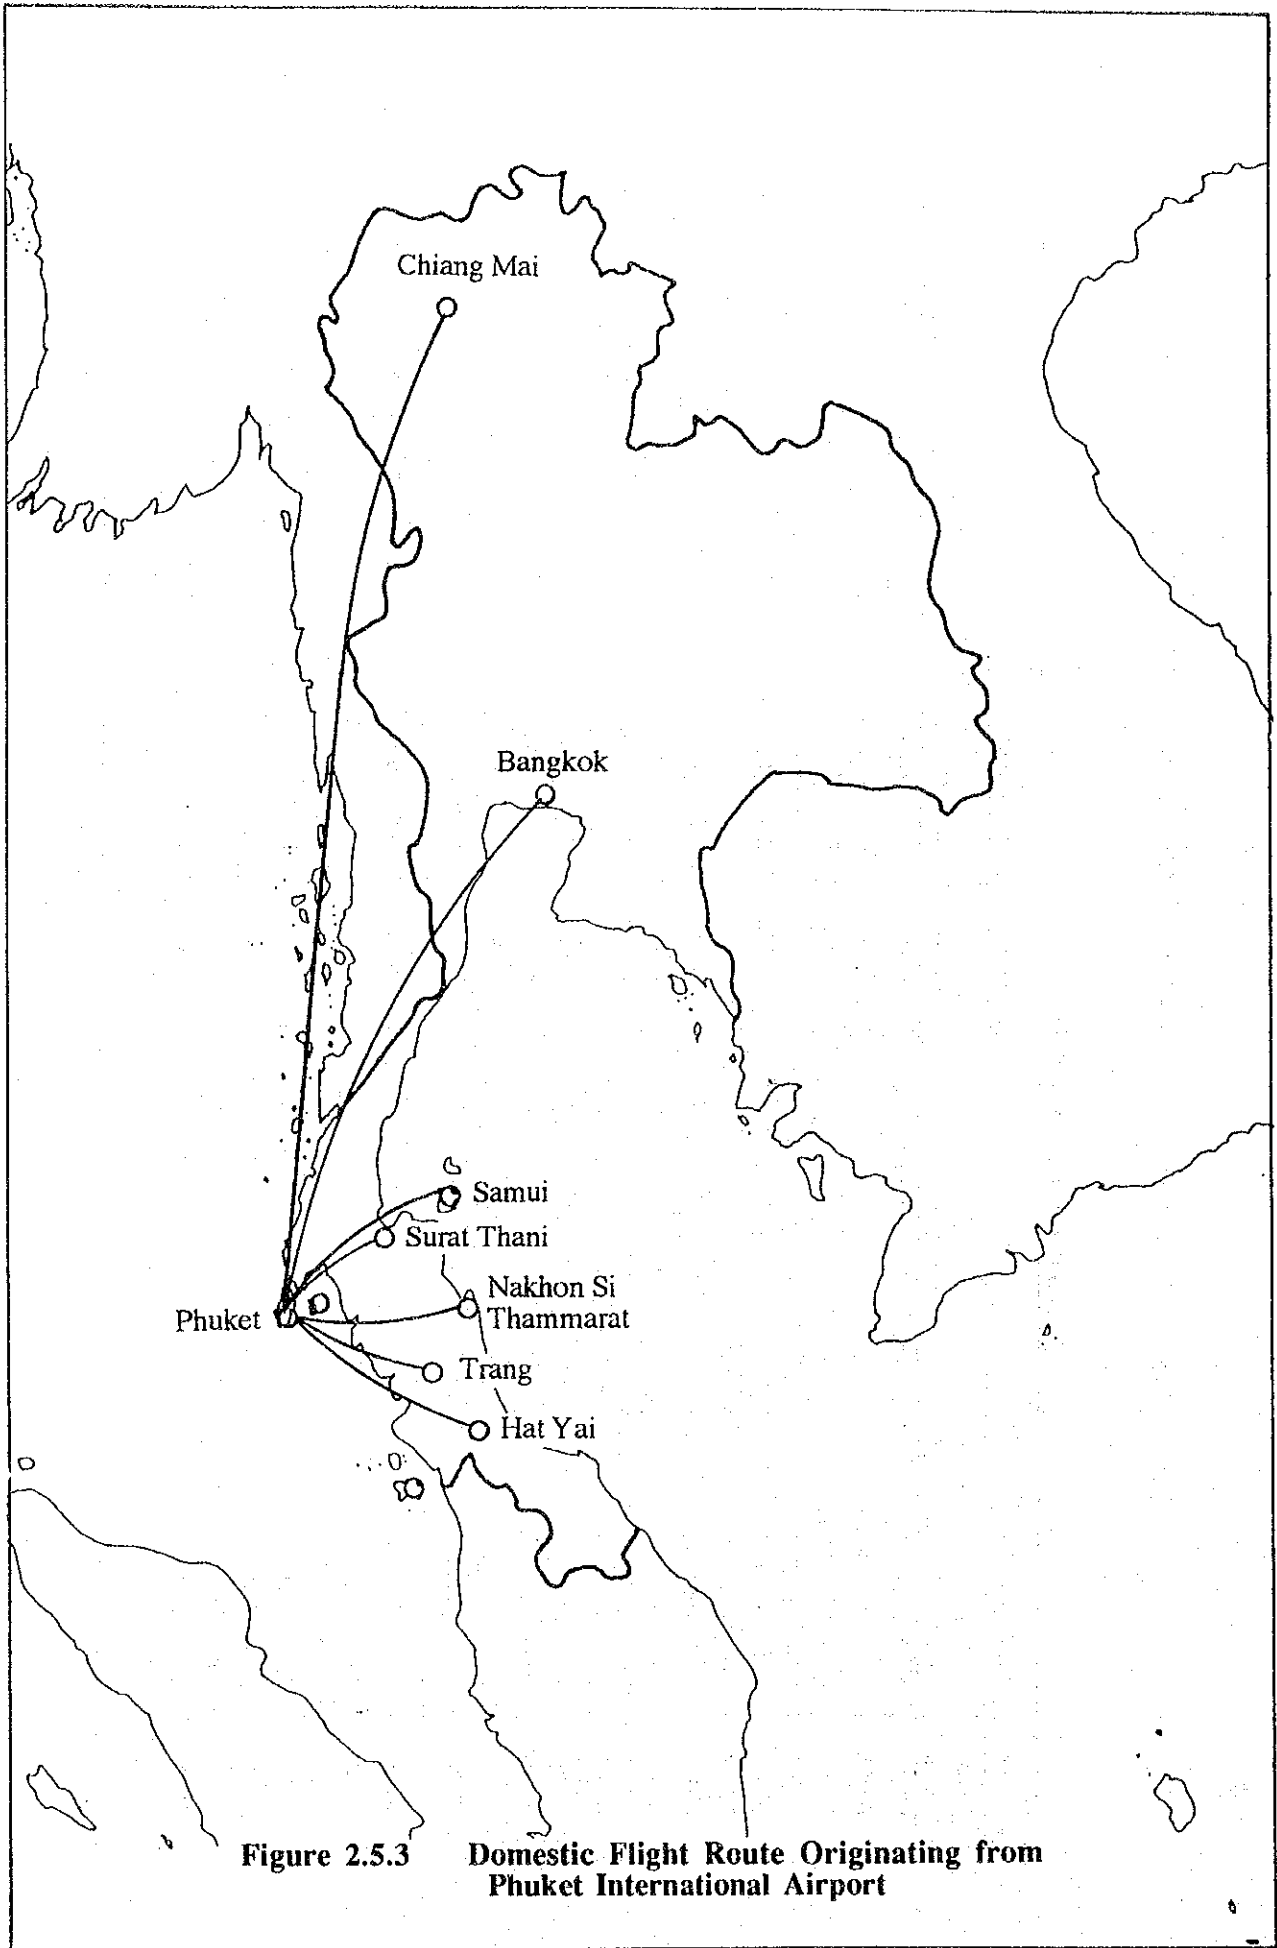 Chiang Mai
Bangkok
Samui
Surat Thani
Nakhon Si
Thammarat
Phuket
Trang
Hat Yai
Figure 2.5.3 Domestic Flight Route Originating from
Phuket International Airport